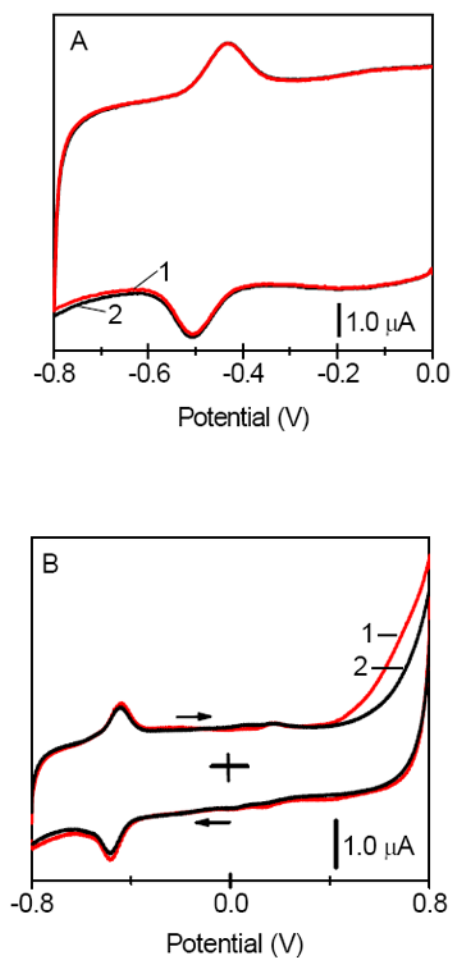 A
1
2
1.0 μA
-0.8 -0.6 -0.4 -0.2 0.0
Potential (V)
B
1
2
1.0 μA
-0.8 0.0 0.8
Potential (V)